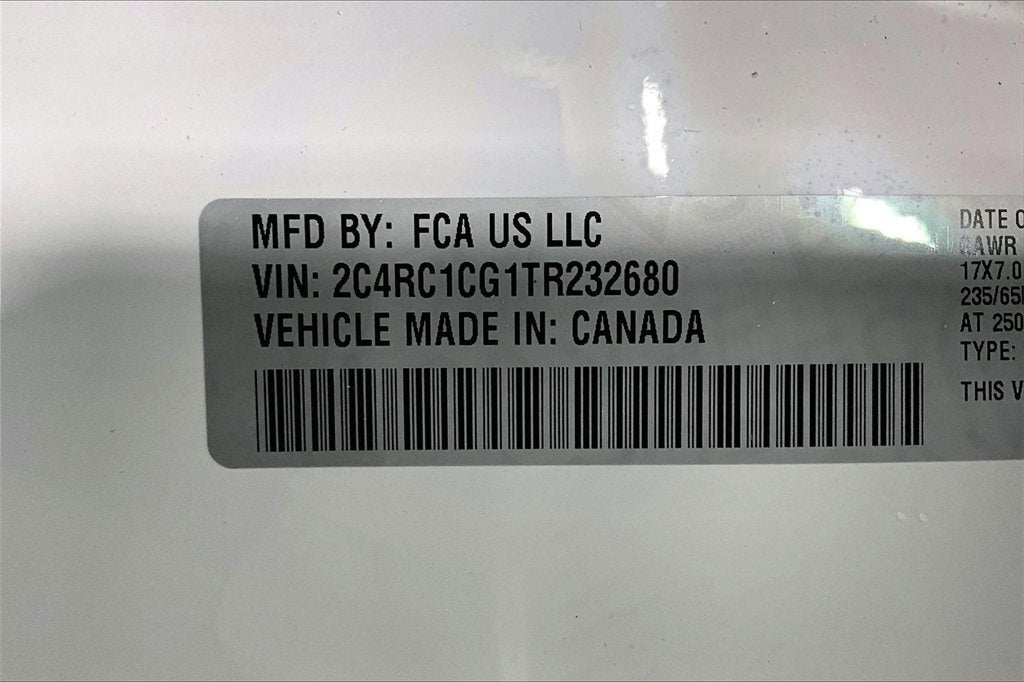 MFD BY: FCA US LLC
VIN: 2C4RC1CG1TR232680
VEHICLE MADE IN: CANADA
DATE O
GAWR
17X7.0
235/65
AT 250
TYPE:
THIS V